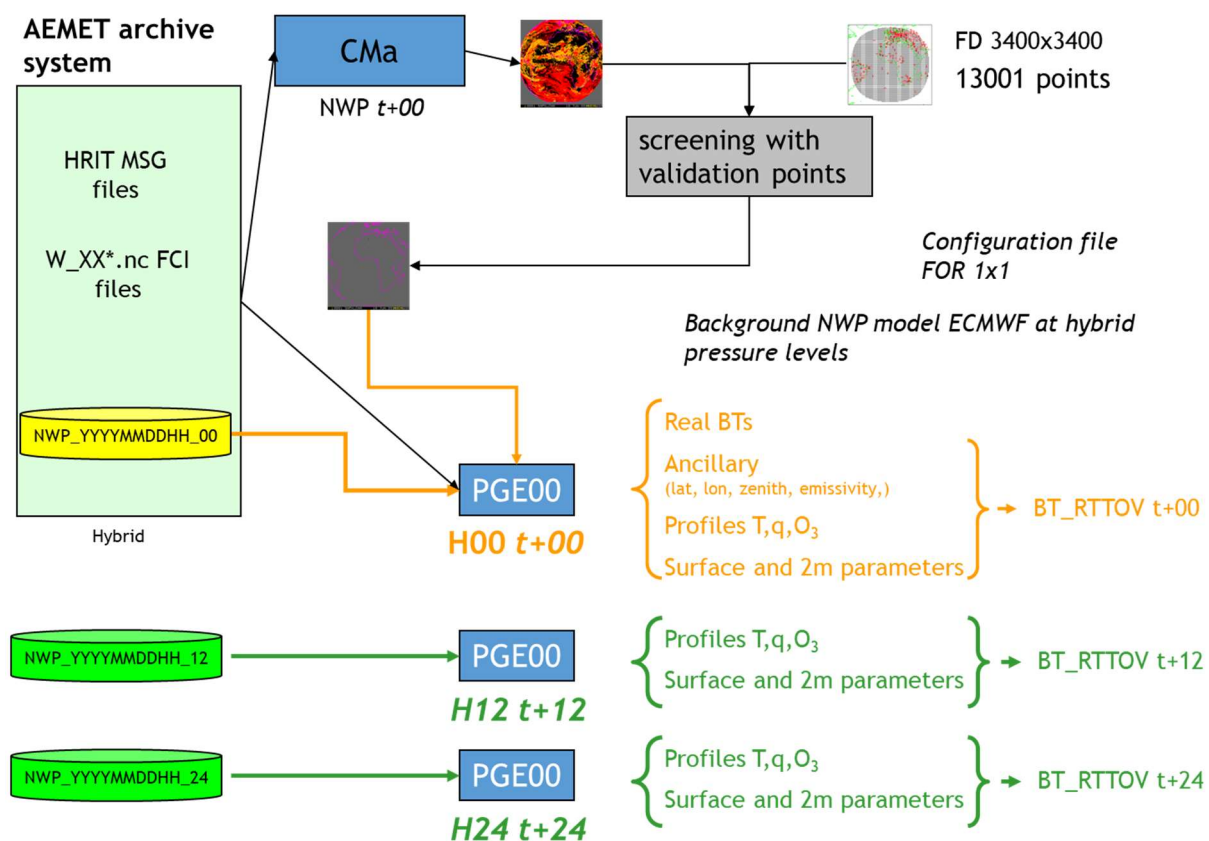 AEMET archive
system
CMa
NWP t+00
FD 3400x3400
13001 points
HRIT MSG
files
W_XX*.nc FCI
files
screening with
validation points
Configuration file
FOR 1x1
Background NWP model ECMWF at hybrid
pressure levels
NWP_YYYYMMDDHH_00
Hybrid
PGE00
H00 t+00
Real BTs
Ancillary
(lat, lon, zenith, emissivity,)
Profiles T,q,O₃
Surface and 2m parameters
BT_RTTOV t+00
NWP_YYYYMMDDHH_12
PGE00
H12 t+12
Profiles T,q,O₃
Surface and 2m parameters
BT_RTTOV t+12
NWP_YYYYMMDDHH_24
PGE00
H24 t+24
Profiles T,q,O₃
Surface and 2m parameters
BT_RTTOV t+24